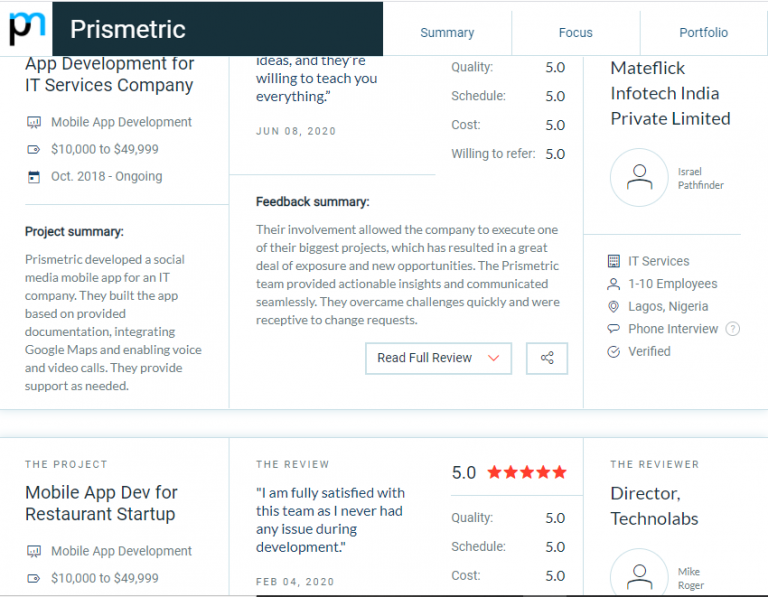 Prismetric
Summary
Focus
Portfolio
App Development for
IT Services Company
Mobile App Development
$10,000 to $49,999
Oct. 2018 - Ongoing
Project summary:
Prismetric developed a social
media mobile app for an IT
company. They built the app
based on provided
documentation, integrating
Google Maps and enabling voice
and video calls. They provide
support as needed.
ideas, and they're
willing to teach you
everything."
JUN 08, 2020
Quality: 5.0
Schedule: 5.0
Cost: 5.0
Willing to refer: 5.0
Feedback summary:
Their involvement allowed the company to execute one
of their biggest projects, which has resulted in a great
deal of exposure and new opportunities. The Prismetric
team provided actionable insights and communicated
seamlessly. They overcame challenges quickly and were
receptive to change requests.
Read Full Review
Mateflick
Infotech India
Private Limited
Israel
Pathfinder
IT Services
1-10 Employees
Lagos, Nigeria
Phone Interview ?
Verified
THE PROJECT
Mobile App Dev for
Restaurant Startup
Mobile App Development
$10,000 to $49,999
THE REVIEW
"I am fully satisfied with
this team as I never had
any issue during
development."
FEB 04, 2020
5.0
Quality: 5.0
Schedule: 5.0
Cost: 5.0
THE REVIEWER
Director,
Technolabs
Mike
Roger